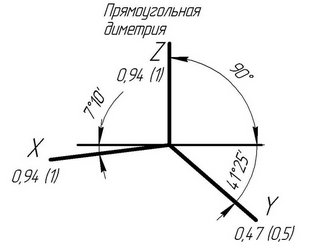 Прямоугольная
диметрия
Z
0,94 (1)
90°
7°10'
X
0,94 (1)
41°25'
Y
0,47 (0,5)